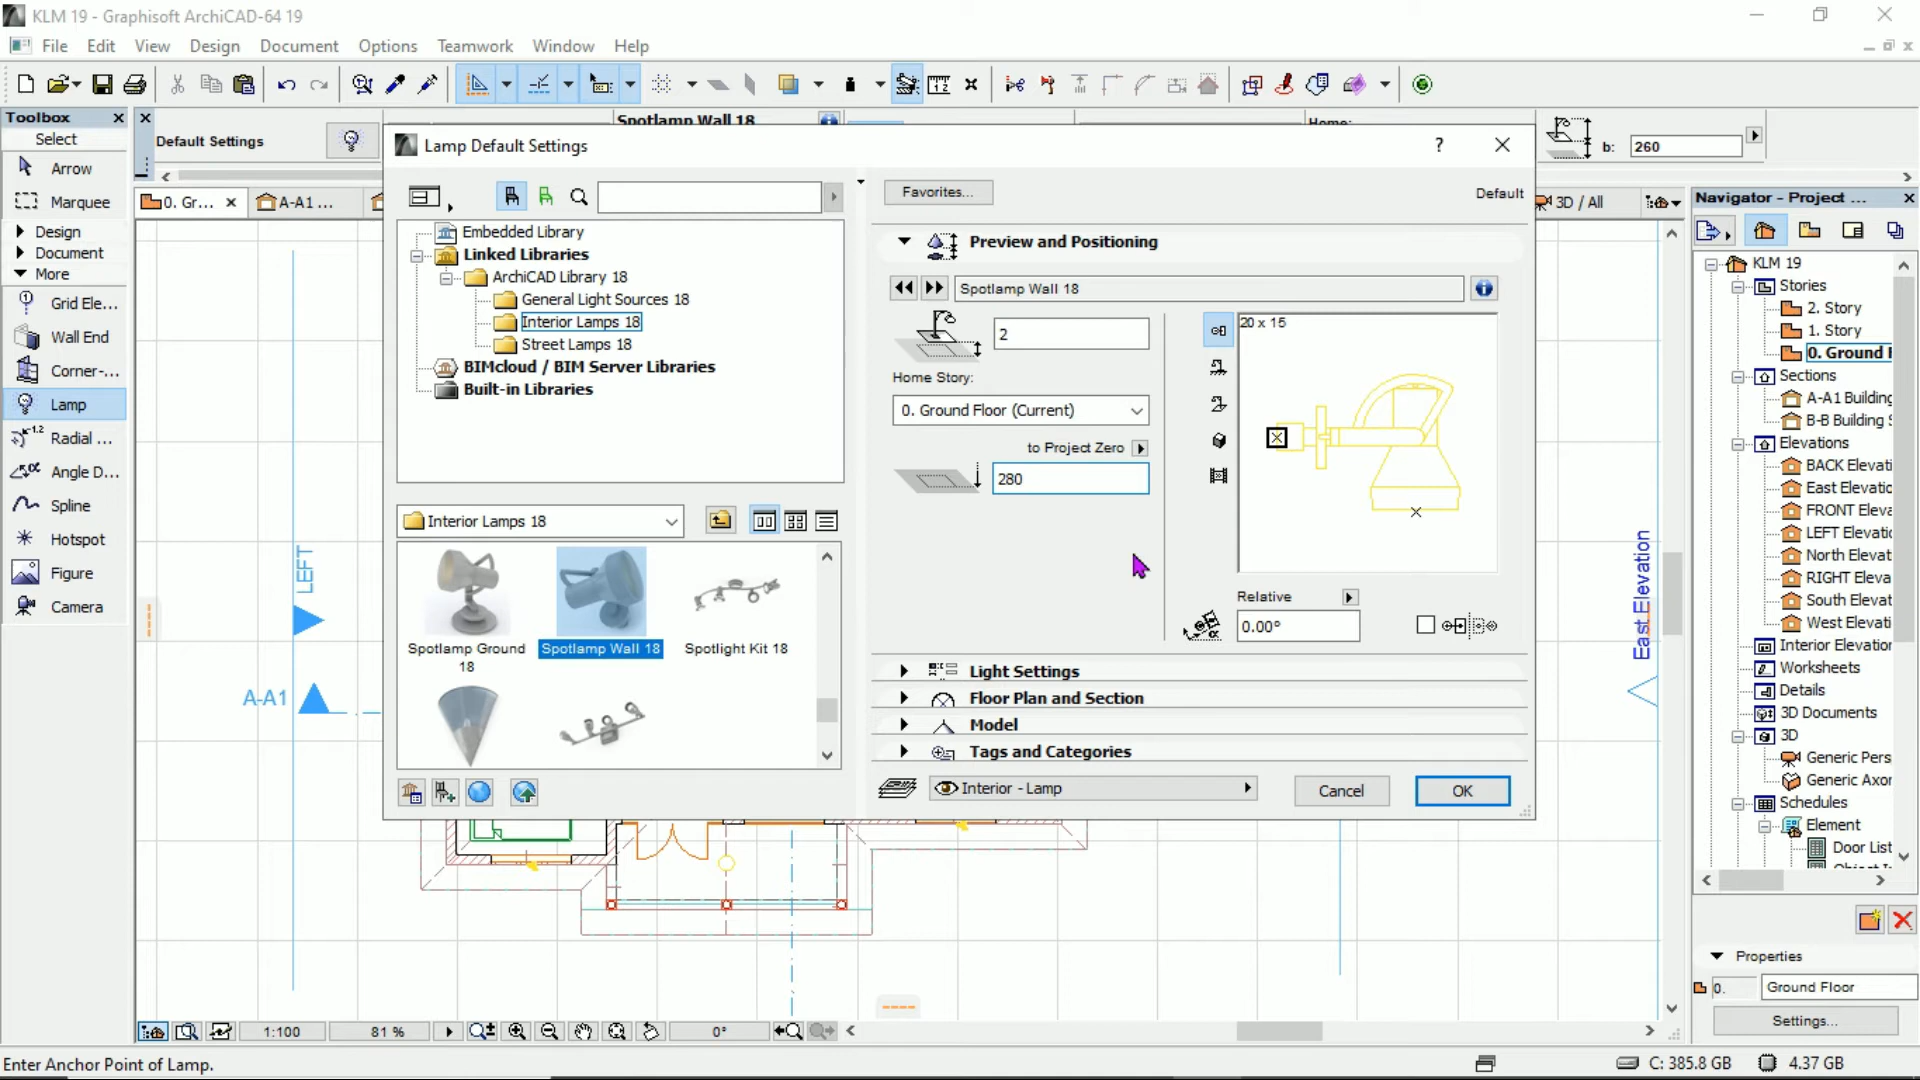 KLM 19 - Graphisoft ArchiCAD-64 19
File Edit View Design Document Options Teamwork Window Help
Toolbox
Select
Arrow
Marquee
Design
Document
More
Grid Ele...
Wall End
Corner-...
Lamp
Radial ...
Angle D...
Spline
Hotspot
Figure
Camera
Default Settings
Spotlamp Wall 18
Home:
b: 260
0. Gr...
A-A1 ...
3D / All
Lamp Default Settings
?
Embedded Library
Linked Libraries
ArchiCAD Library 18
General Light Sources 18
Interior Lamps 18
Street Lamps 18
BIMcloud / BIM Server Libraries
Built-in Libraries
Interior Lamps 18
Spotlamp Ground 18
Spotlamp Wall 18
Spotlight Kit 18
Favorites...
Default
Preview and Positioning
Spotlamp Wall 18
2
Home Story:
0. Ground Floor (Current)
to Project Zero
280
20 x 15
Relative
0.00°
Light Settings
Floor Plan and Section
Model
Tags and Categories
Interior - Lamp
Cancel
OK
LEFT
A-A1
East Elevation
Navigator - Project ...
KLM 19
Stories
2. Story
1. Story
0. Ground F
Sections
A-A1 Building
B-B Building S
Elevations
BACK Elevati
East Elevatio
FRONT Eleva
LEFT Elevatio
North Elevat
RIGHT Eleva
South Elevat
West Elevati
Interior Elevation
Worksheets
Details
3D Documents
3D
Generic Pers
Generic Axor
Schedules
Element
Door List
Properties
0. Ground Floor
Settings...
1:100
81 %
0°
Enter Anchor Point of Lamp.
C: 385.8 GB
4.37 GB